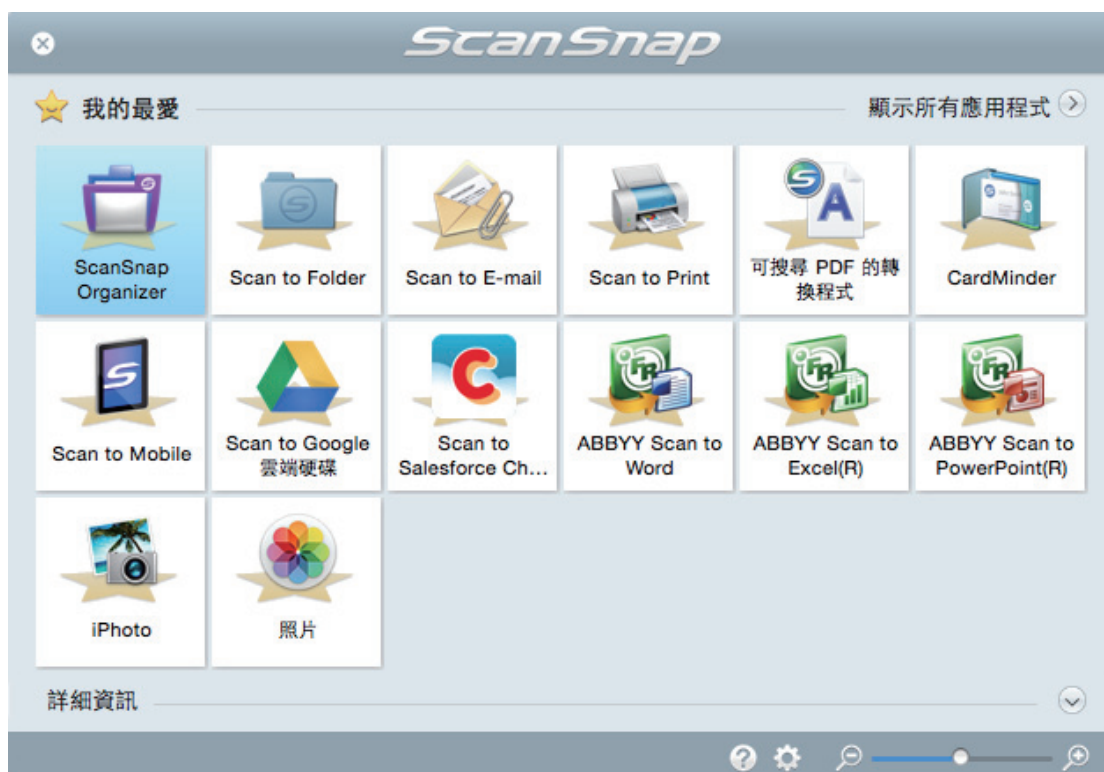 ScanSnap
我的最愛
顯示所有應用程式
ScanSnap
Organizer
Scan to Folder
Scan to E-mail
Scan to Print
可搜尋 PDF 的轉
換程式
CardMinder
Scan to Mobile
Scan to Google
雲端硬碟
Scan to
Salesforce Ch...
ABBYY Scan to
Word
ABBYY Scan to
Excel(R)
ABBYY Scan to
PowerPoint(R)
iPhoto
照片
詳細資訊